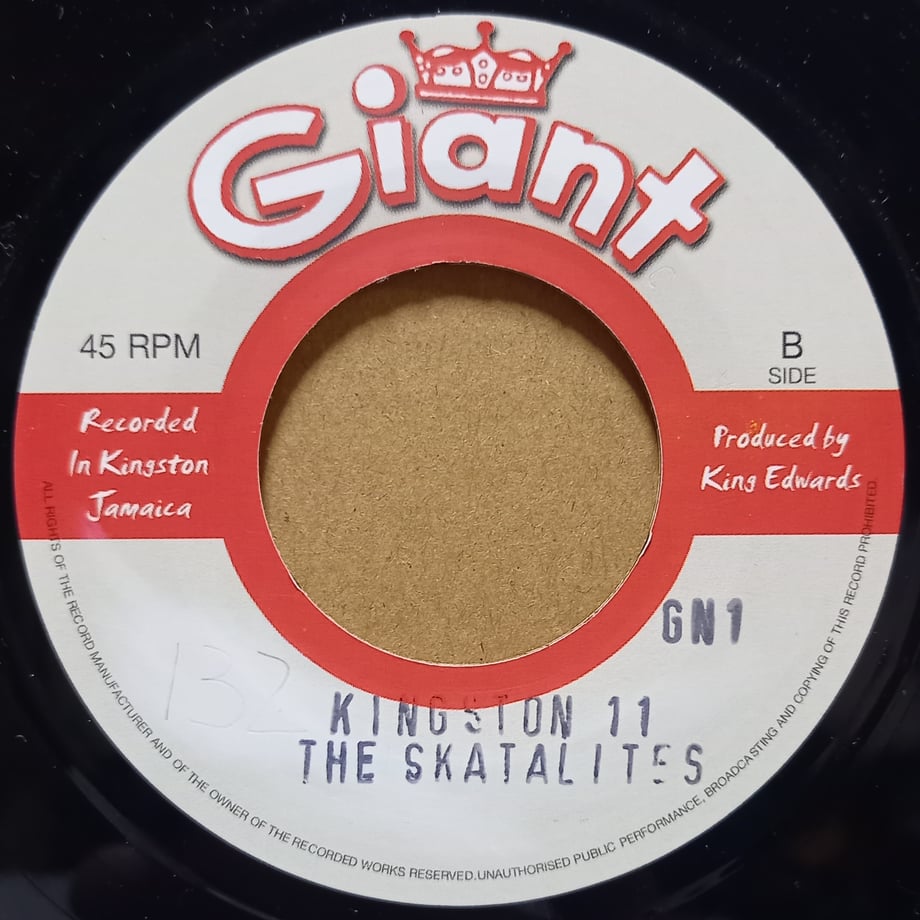 Giant
45 RPM
B
SIDE
Recorded
In Kingston
Jamaica
Produced by
King Edwards
GN1
132
KINGSTON 11
THE SKATALITES
ALL RIGHTS OF THE RECORD MANUFACTURER AND OF THE OWNER OF THE RECORDED WORKS RESERVED.UNAUTHORISED PUBLIC PERFORMANCE, BROADCASTING AND COPYING OF THIS RECORD PROHIBITED.